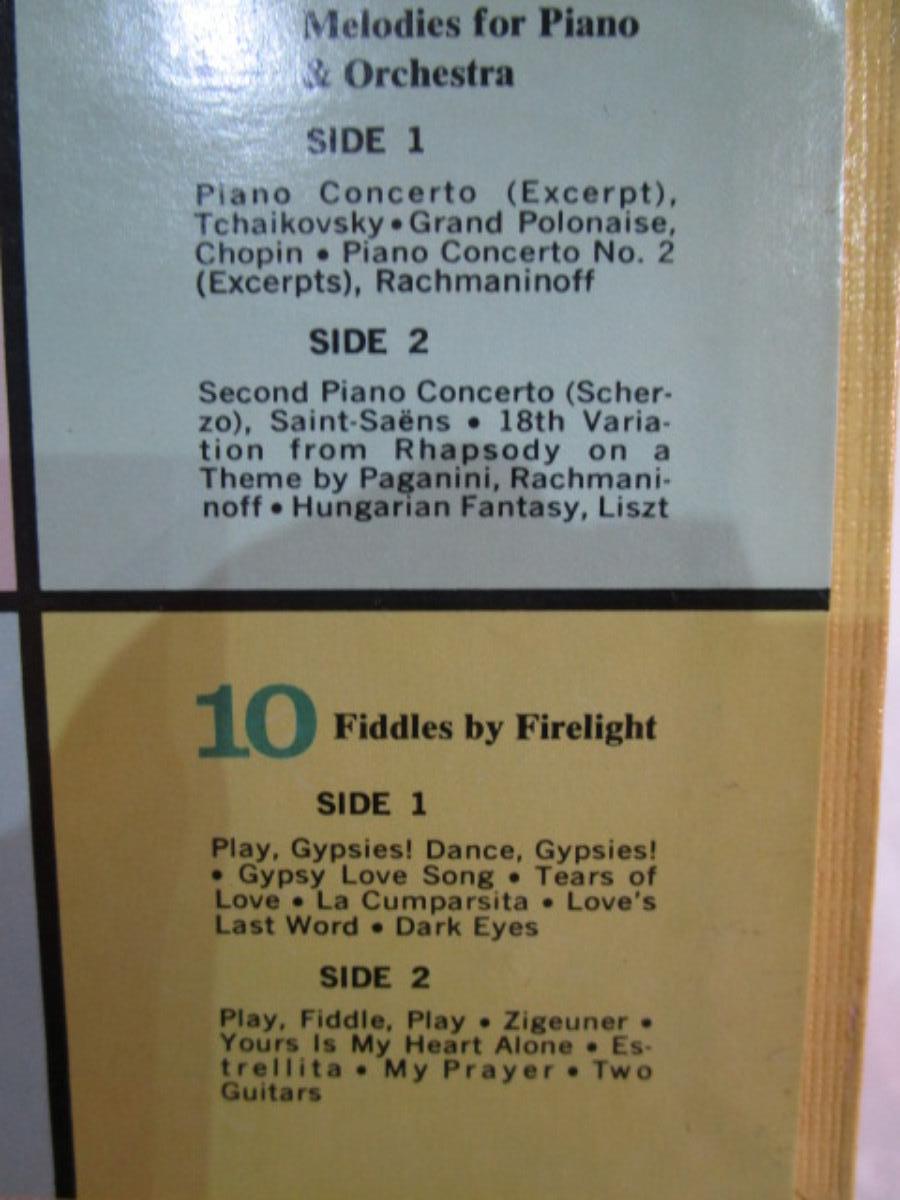 Melodies for Piano
& Orchestra
SIDE 1
Piano Concerto (Excerpt),
Tchaikovsky • Grand Polonaise,
Chopin • Piano Concerto No. 2
(Excerpts), Rachmaninoff
SIDE 2
Second Piano Concerto (Scher-
zo), Saint-Saëns • 18th Varia-
tion from Rhapsody on a
Theme by Paganini, Rachmani-
noff • Hungarian Fantasy, Liszt
10 Fiddles by Firelight
SIDE 1
Play, Gypsies! Dance, Gypsies!
• Gypsy Love Song • Tears of
Love • La Cumparsita • Love's
Last Word • Dark Eyes
SIDE 2
Play, Fiddle, Play • Zigeuner •
Yours Is My Heart Alone • Es-
trellita • My Prayer • Two
Guitars